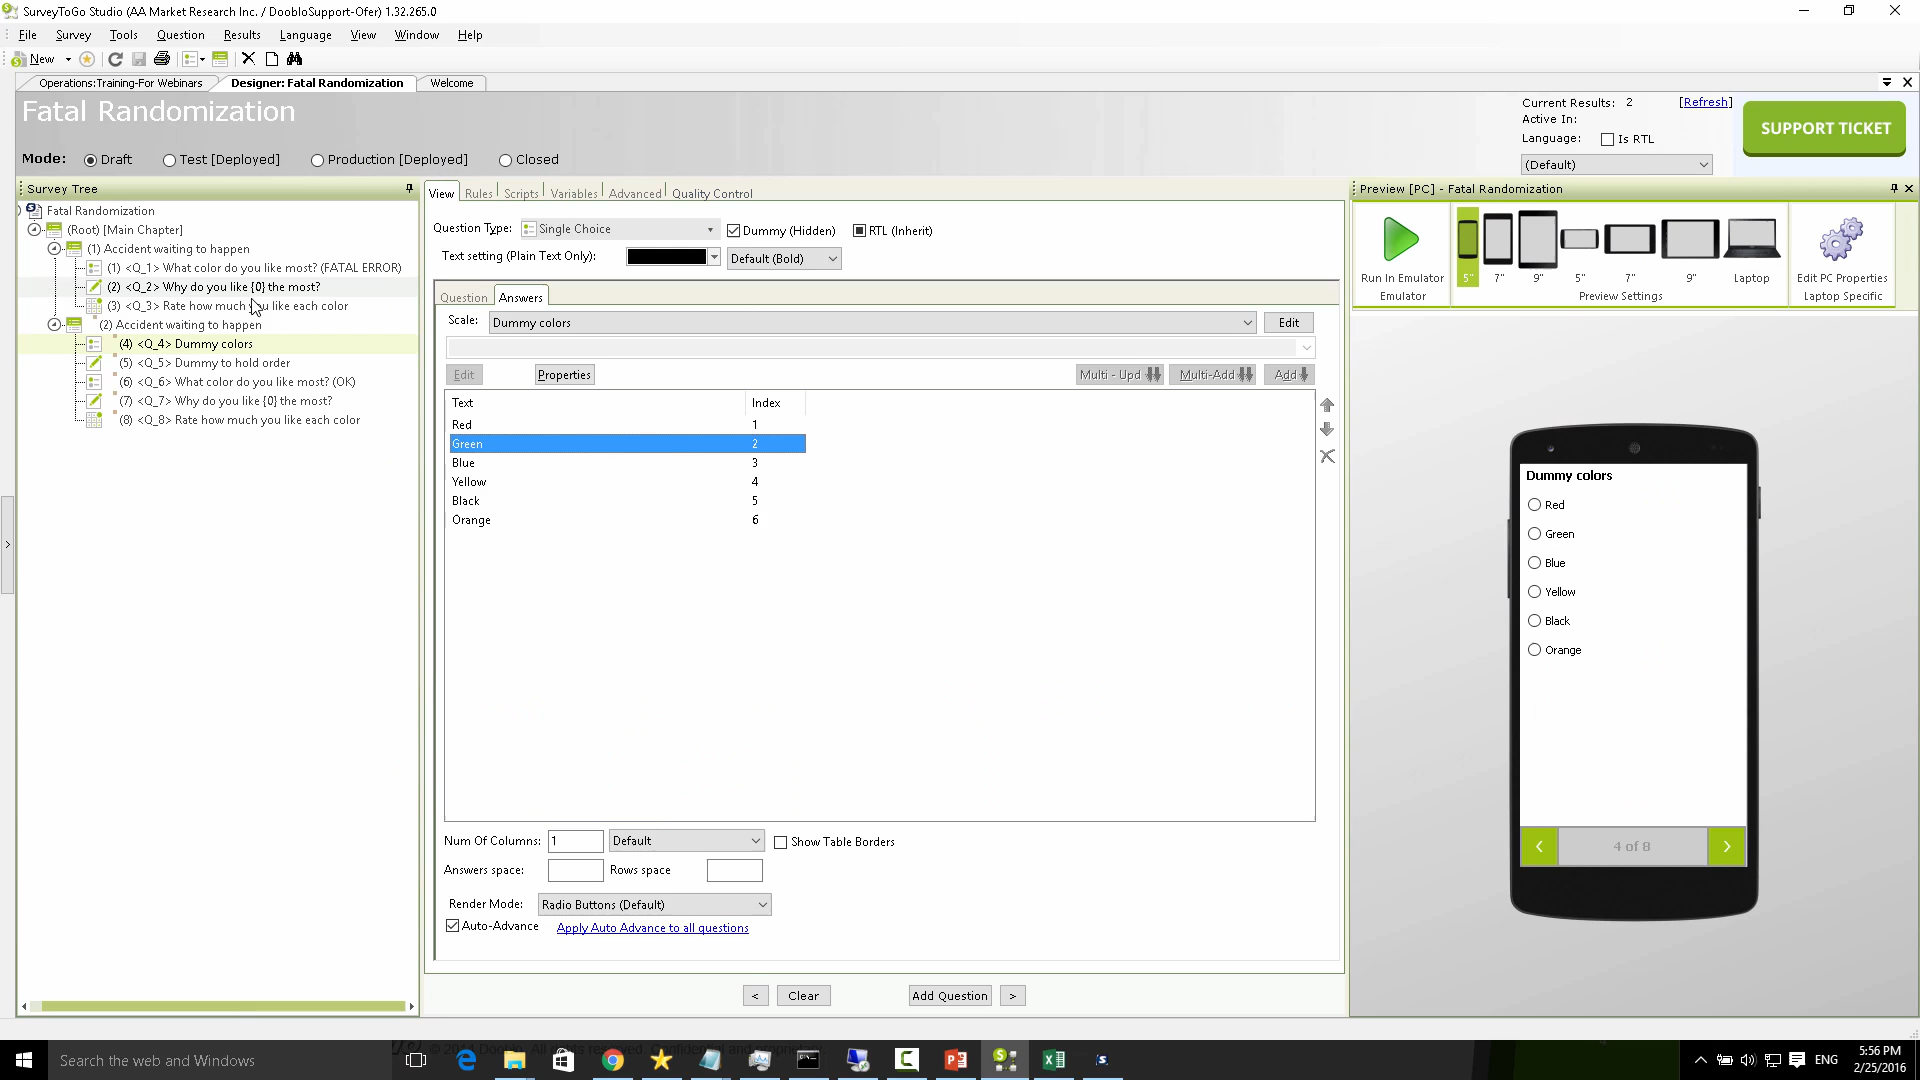 SurveyToGo Studio (AA Market Research Inc. / DoobloSupport-Ofer) 1.32.265.0
File Survey Tools Question Results Language View Window Help
New
Operations:Training-For Webinars Designer: Fatal Randomization Welcome
Fatal Randomization
Current Results: 2 [Refresh]
Active In:
Language: Is RTL
(Default)
SUPPORT TICKET
Mode: Draft Test [Deployed] Production [Deployed] Closed
Survey Tree
Fatal Randomization
(Root) [Main Chapter]
(1) Accident waiting to happen
(1) <Q_1> What color do you like most? (FATAL ERROR)
(2) <Q_2> Why do you like {0} the most?
(3) <Q_3> Rate how much you like each color
(2) Accident waiting to happen
(4) <Q_4> Dummy colors
(5) <Q_5> Dummy to hold order
(6) <Q_6> What color do you like most? (OK)
(7) <Q_7> Why do you like {0} the most?
(8) <Q_8> Rate how much you like each color
View Rules Scripts Variables Advanced Quality Control
Question Type: Single Choice Dummy (Hidden) RTL (Inherit)
Text setting (Plain Text Only): Default (Bold)
Question Answers
Scale: Dummy colors Edit
Edit Properties Multi - Upd Multi-Add Add
Text Index
Red 1
Green 2
Blue 3
Yellow 4
Black 5
Orange 6
Num Of Columns: 1 Default Show Table Borders
Answers space: Rows space
Render Mode: Radio Buttons (Default)
Auto-Advance Apply Auto Advance to all questions
< Clear Add Question >
Preview [PC] - Fatal Randomization
Run In Emulator 5" 7" 9" 5" 7" 9" Laptop Edit PC Properties
Emulator Preview Settings Laptop Specific
Dummy colors
Red
Green
Blue
Yellow
Black
Orange
4 of 8
Search the web and Windows
ENG
5:56 PM
2/25/2016